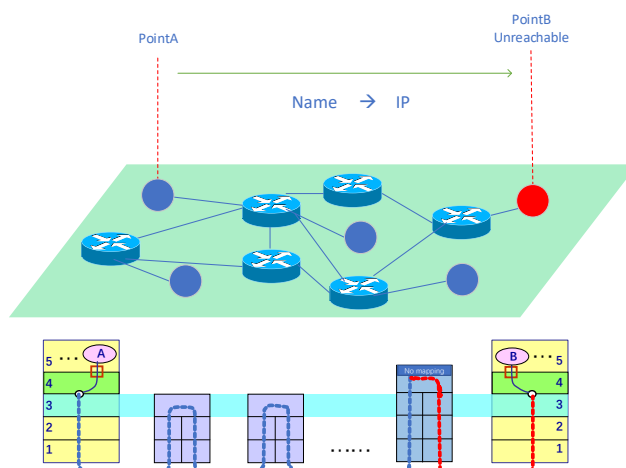 PointA
PointB
Unreachable
Name → IP
5 ... A
4
3
2
1
......
No mapping
B ... 5
4
3
2
1